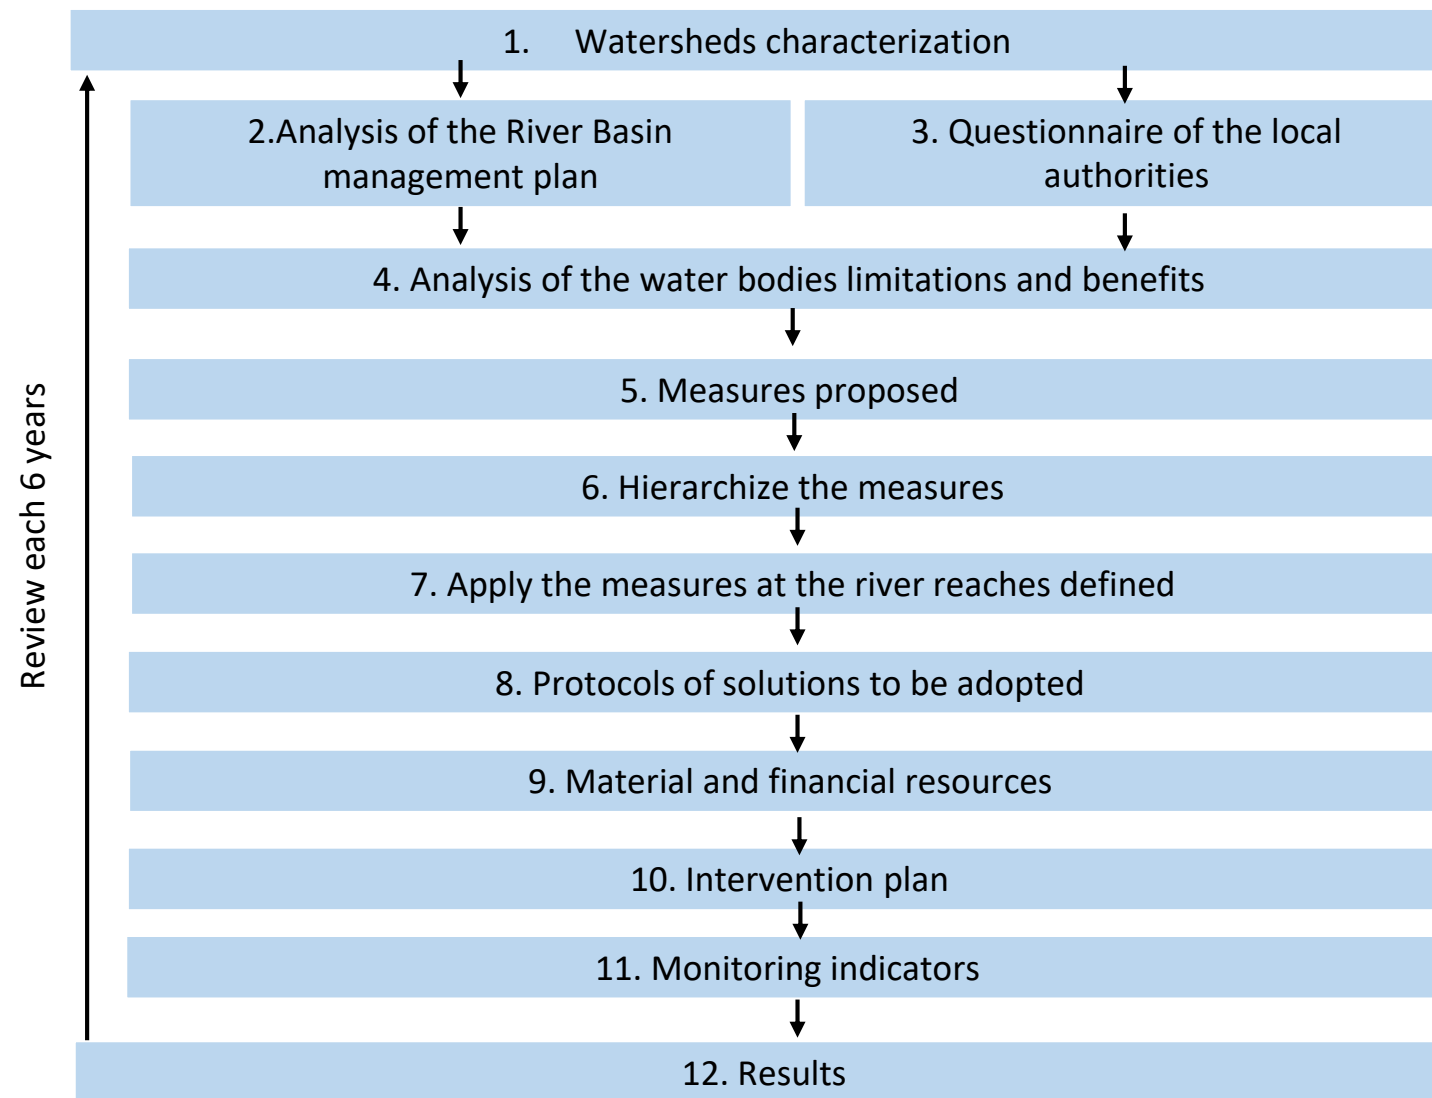 1. Watersheds characterization
2.Analysis of the River Basin
management plan
3. Questionnaire of the local
authorities
4. Analysis of the water bodies limitations and benefits
5. Measures proposed
6. Hierarchize the measures
7. Apply the measures at the river reaches defined
8. Protocols of solutions to be adopted
9. Material and financial resources
10. Intervention plan
11. Monitoring indicators
12. Results
Review each 6 years